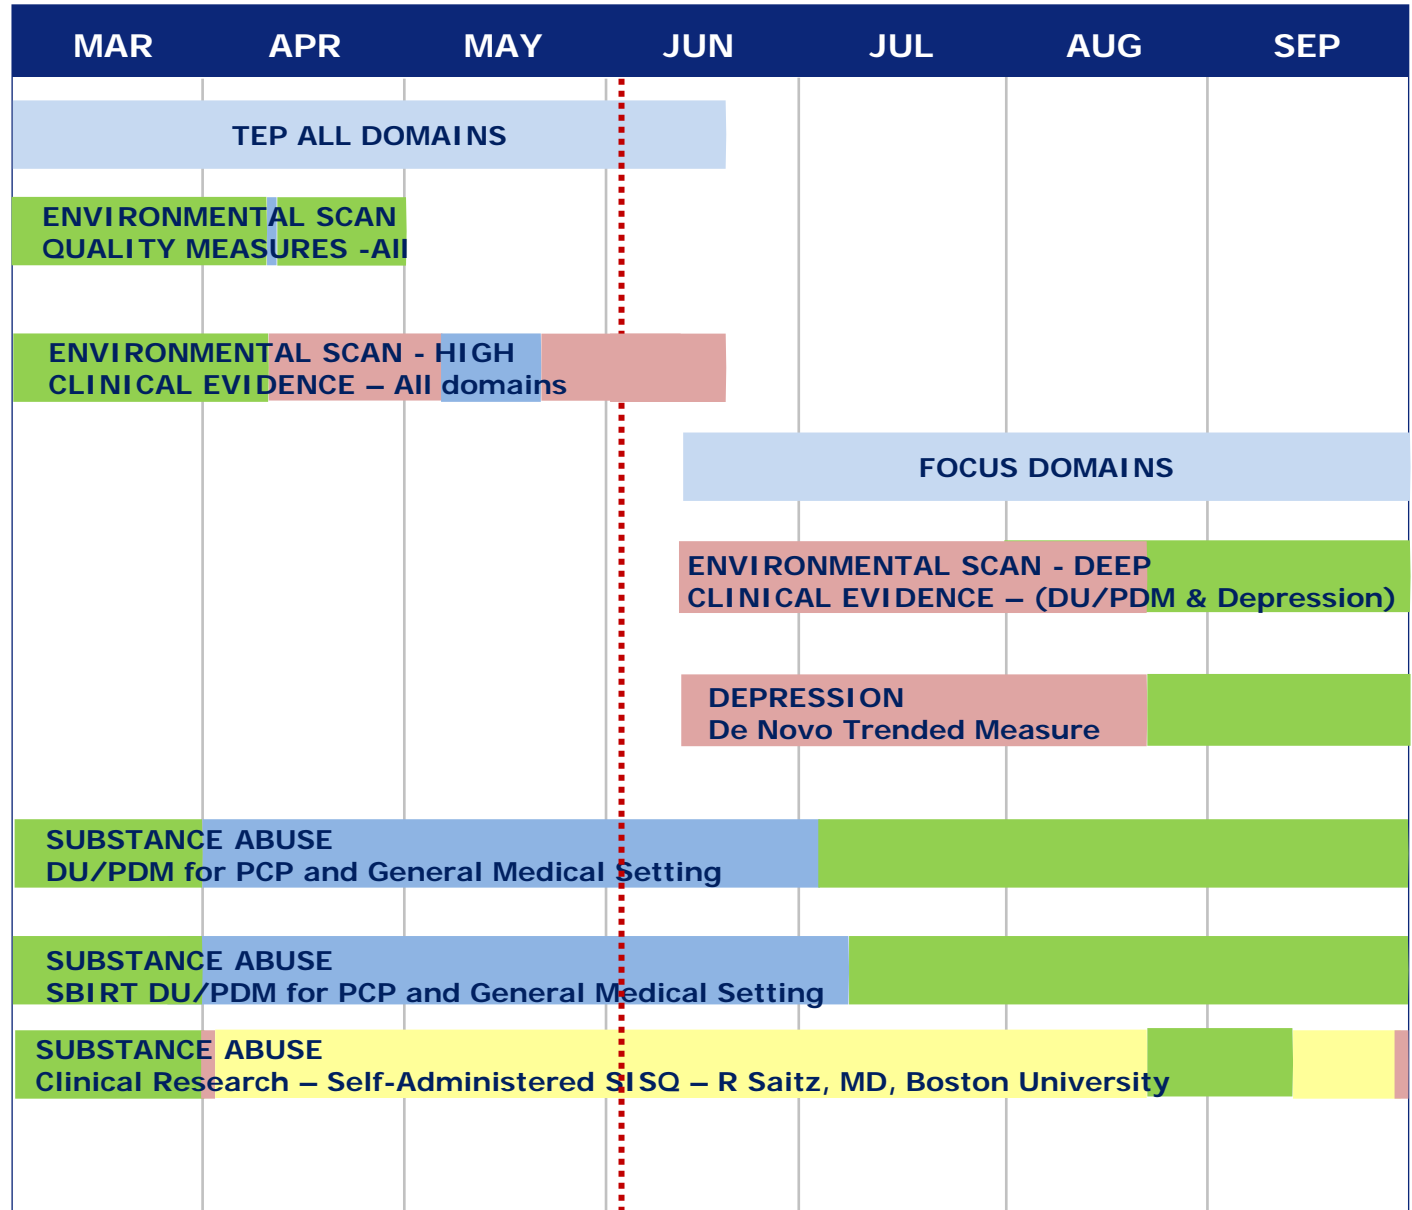 MAR APR MAY JUN JUL AUG SEP
TEP ALL DOMAINS
ENVIRONMENTAL SCAN
QUALITY MEASURES -All
ENVIRONMENTAL SCAN - HIGH
CLINICAL EVIDENCE – All domains
FOCUS DOMAINS
ENVIRONMENTAL SCAN - DEEP
CLINICAL EVIDENCE – (DU/PDM & Depression)
DEPRESSION
De Novo Trended Measure
SUBSTANCE ABUSE
DU/PDM for PCP and General Medical Setting
SUBSTANCE ABUSE
SBIRT DU/PDM for PCP and General Medical Setting
SUBSTANCE ABUSE
Clinical Research – Self-Administered SISQ – R Saitz, MD, Boston University